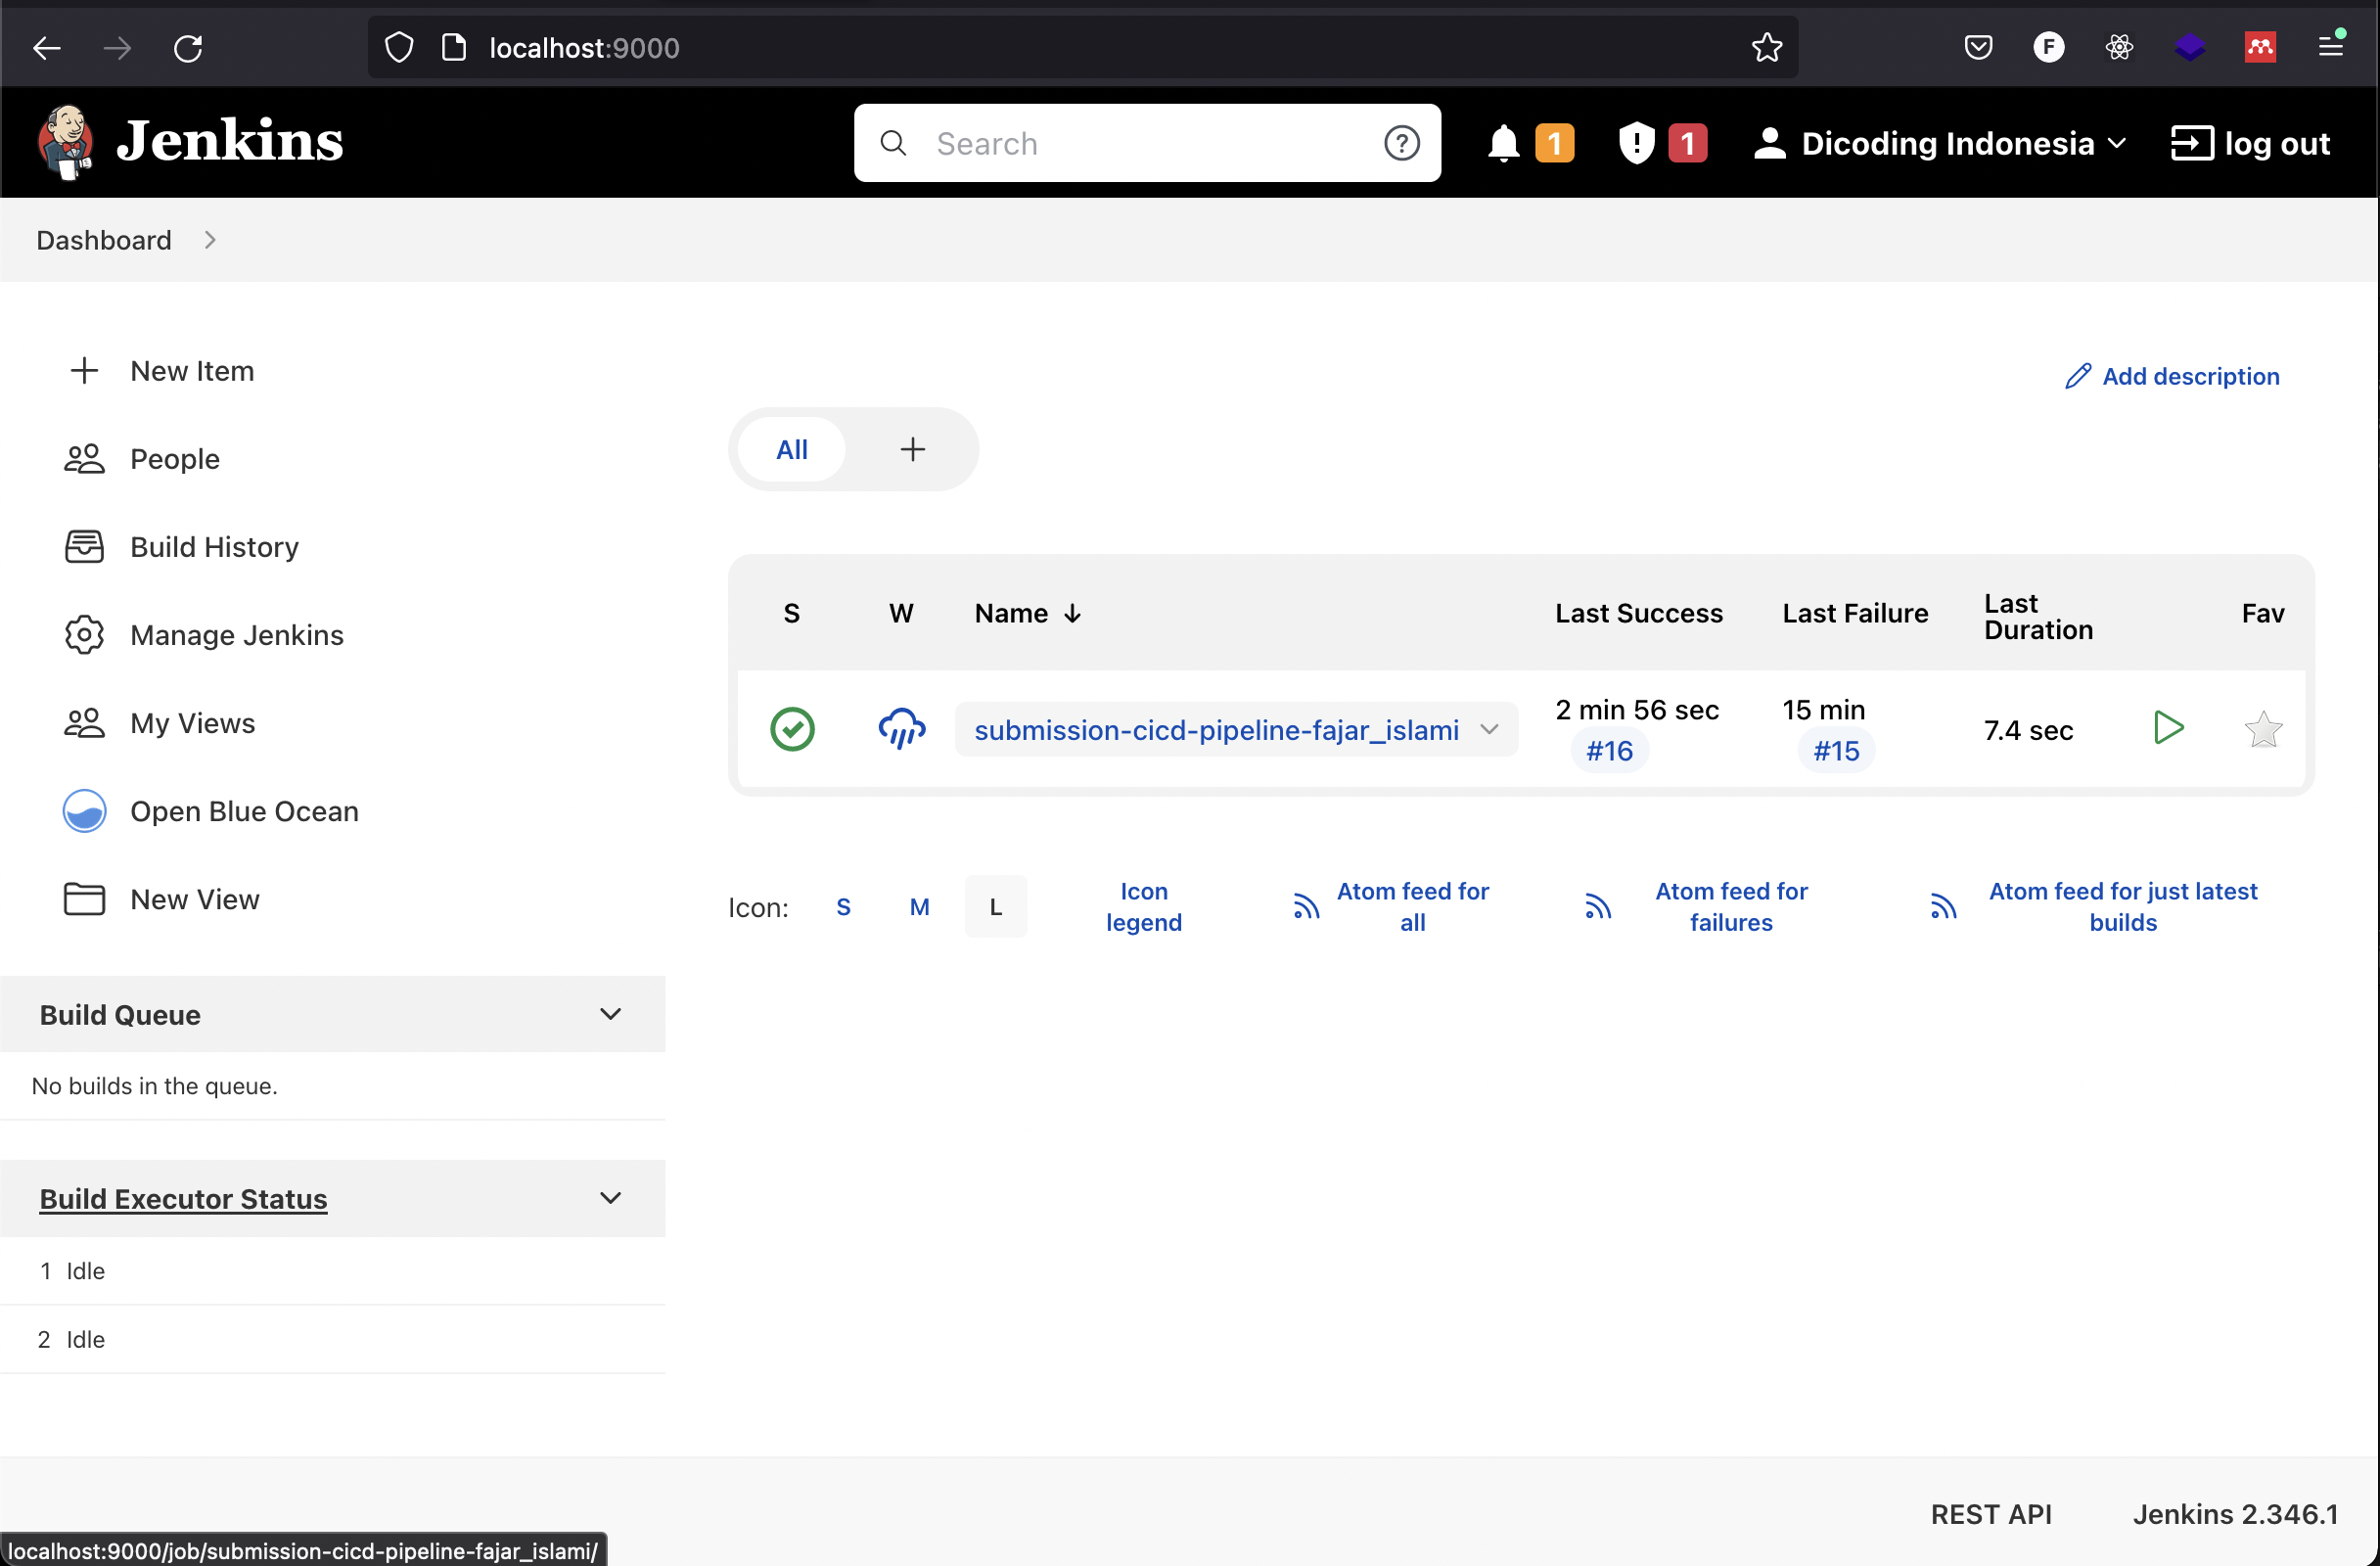 localhost:9000
F
Jenkins
Search
1
1
Dicoding Indonesia
log out
Dashboard
New Item
People
Build History
Manage Jenkins
My Views
Open Blue Ocean
New View
Add description
All
S W Name ↓ Last Success Last Failure Last Duration Fav
submission-cicd-pipeline-fajar_islami
2 min 56 sec
#16
15 min
#15
7.4 sec
Icon: S M L
Icon
legend
Atom feed for
all
Atom feed for
failures
Atom feed for just latest
builds
Build Queue
No builds in the queue.
Build Executor Status
1 Idle
2 Idle
REST API
Jenkins 2.346.1
localhost:9000/job/submission-cicd-pipeline-fajar_islami/